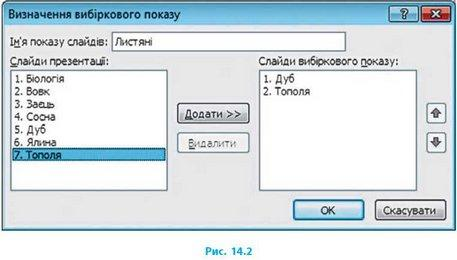 Визначення вибіркового показу
Ім'я показу слайдів: Листяні
Слайди презентації:
1. Біологія
2. Вовк
3. Заєць
4. Сосна
5. Дуб
6. Ялина
7. Тополя
Додати >>
Видалити
Слайди вибіркового показу:
1. Дуб
2. Тополя
ОК
Скасувати
Рис. 14.2